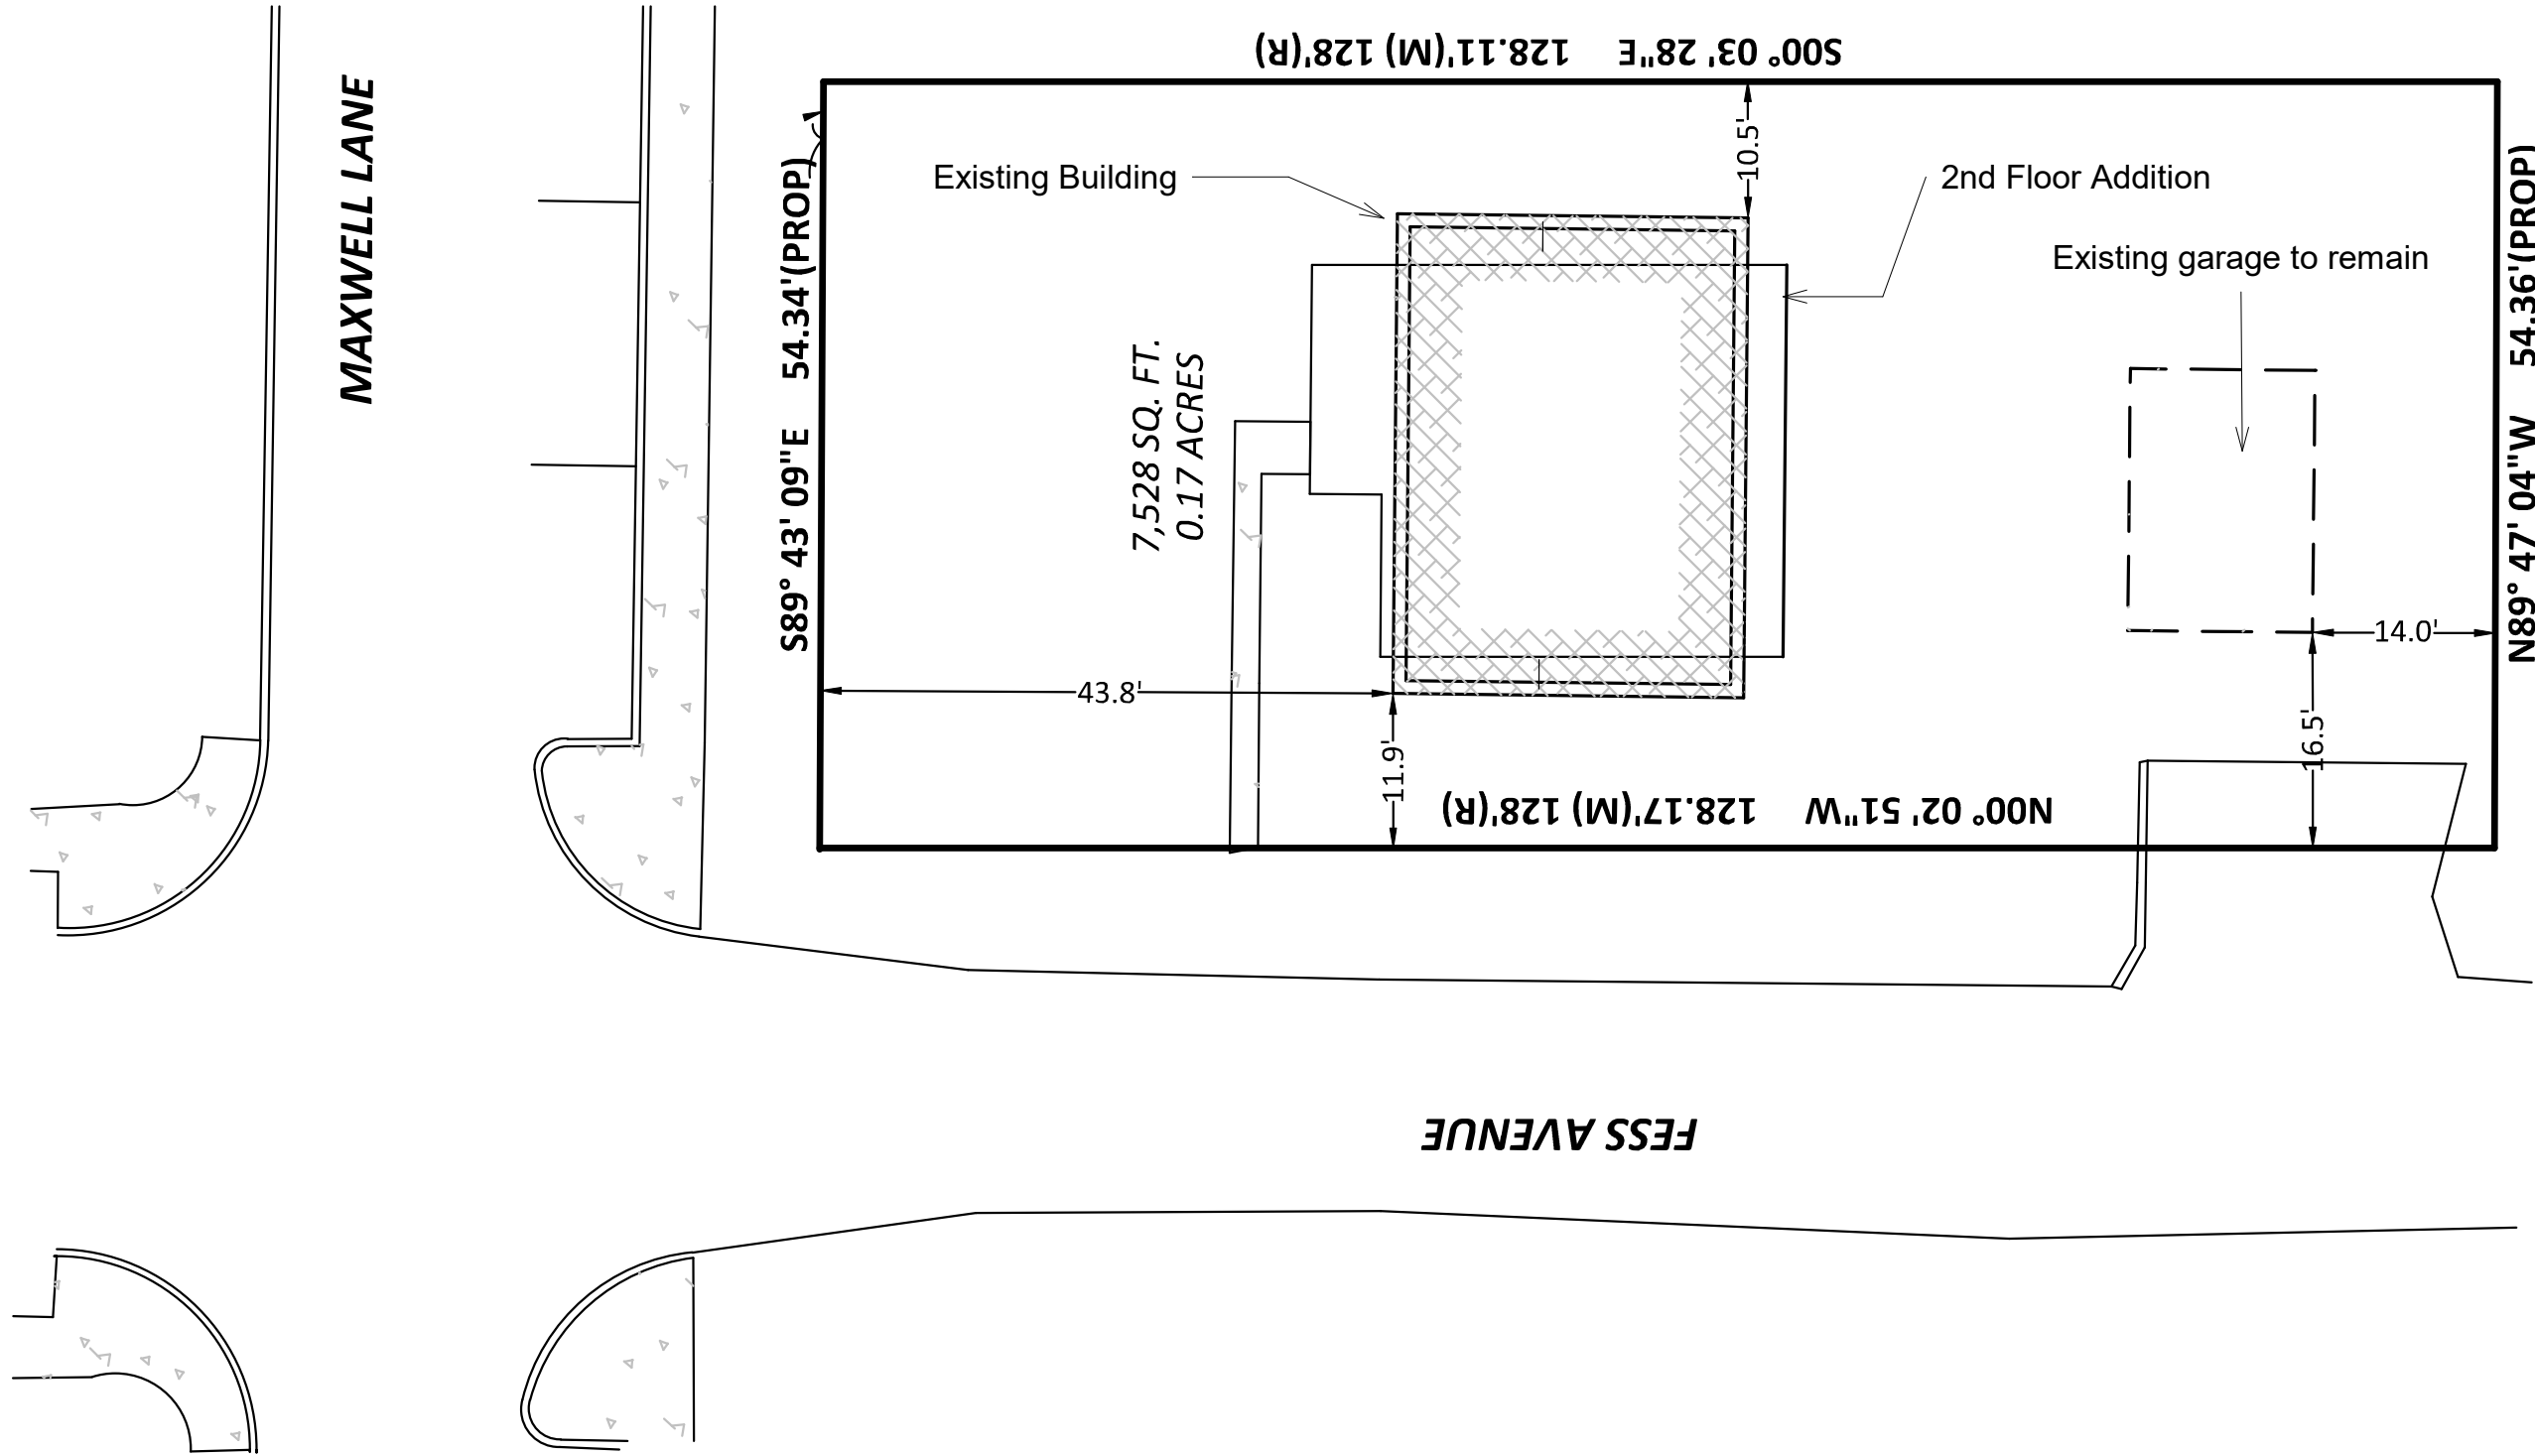 S00° 03' 28"E 128.11'(M) 128'(R)
MAXWELL LANE
S89° 43' 09"E 54.34'(PROP)
Existing Building
10.5'
2nd Floor Addition
Existing garage to remain
N89° 47' 04"W 54.36'(PROP)
7,528 SQ. FT.
0.17 ACRES
14.0'
43.8'
11.9'
16.5'
N00° 02' 51"W 128.17'(M) 128'(R)
FESS AVENUE